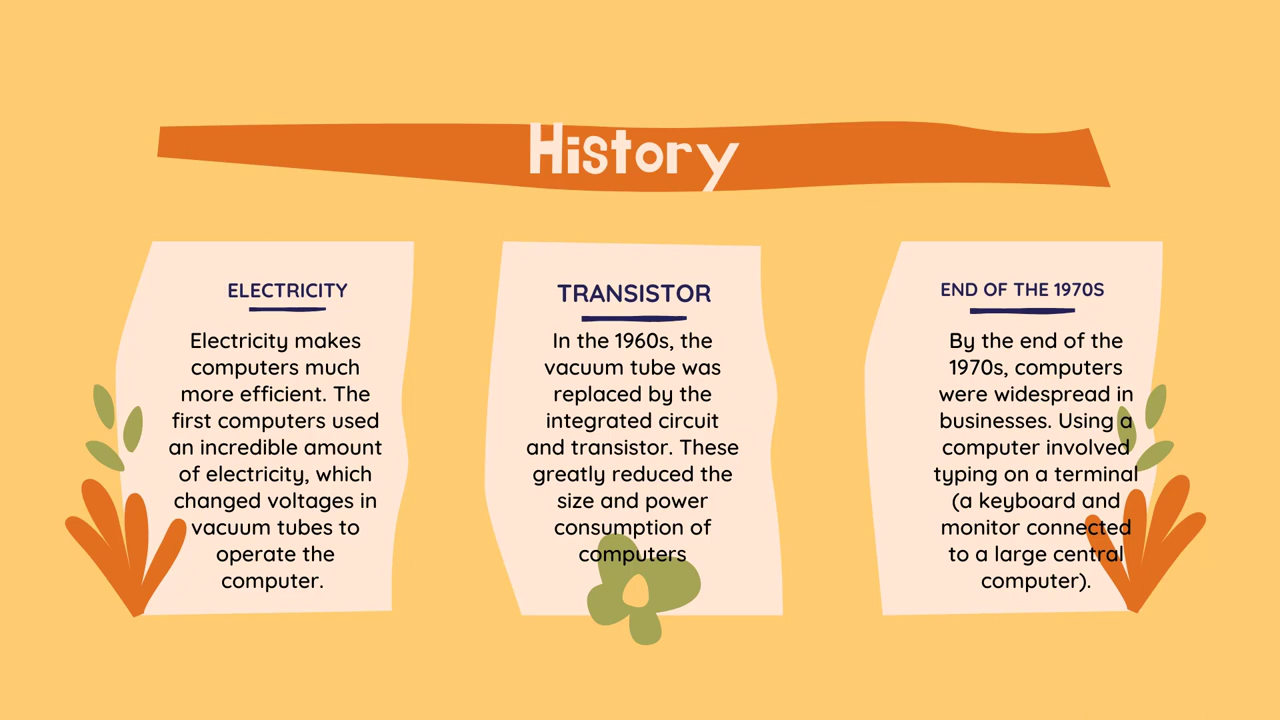 History
ELECTRICITY
Electricity makes
computers much
more efficient. The
first computers used
an incredible amount
of electricity, which
changed voltages in
vacuum tubes to
operate the
computer.
TRANSISTOR
In the 1960s, the
vacuum tube was
replaced by the
integrated circuit
and transistor. These
greatly reduced the
size and power
consumption of
computers
END OF THE 1970S
By the end of the
1970s, computers
were widespread in
businesses. Using a
computer involved
typing on a terminal
(a keyboard and
monitor connected
to a large central
computer).